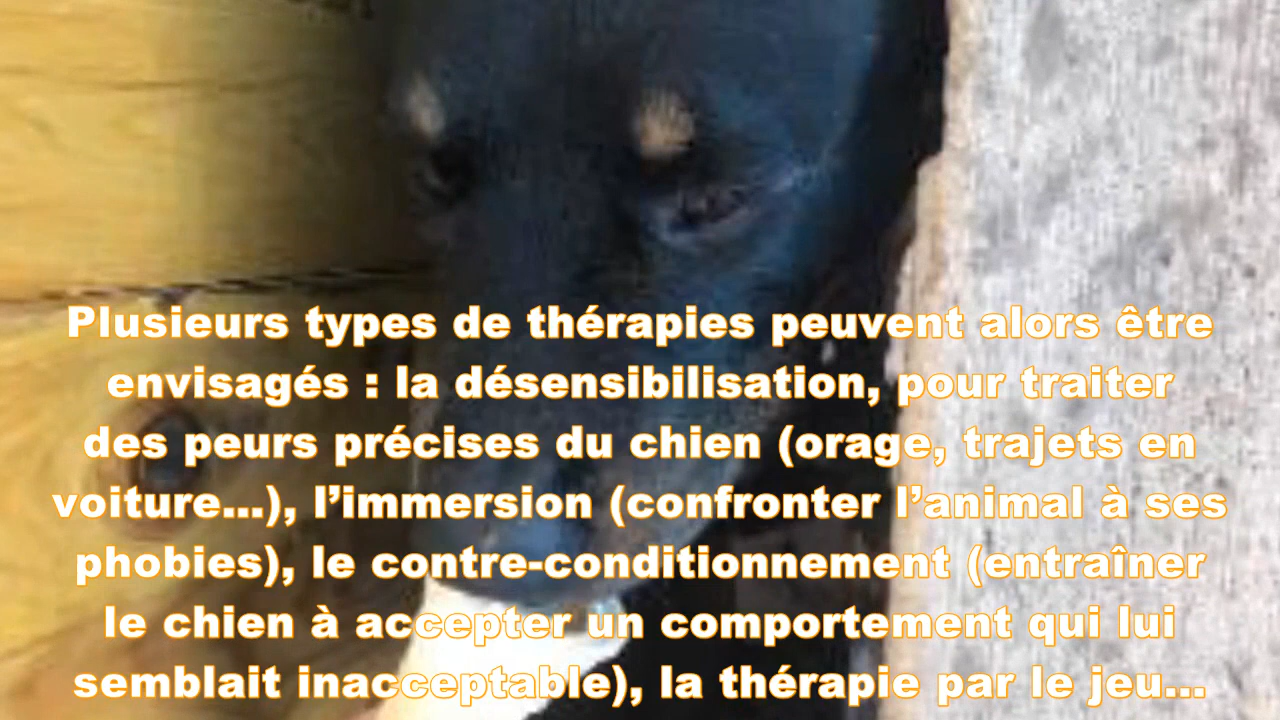 Plusieurs types de thérapies peuvent alors être
envisagés : la désensibilisation, pour traiter
des peurs précises du chien (orage, trajets en
voiture...), l’immersion (confronter l’animal à ses
phobies), le contre-conditionnement (entraîner
le chien à accepter un comportement qui lui
semblait inacceptable), la thérapie par le jeu...